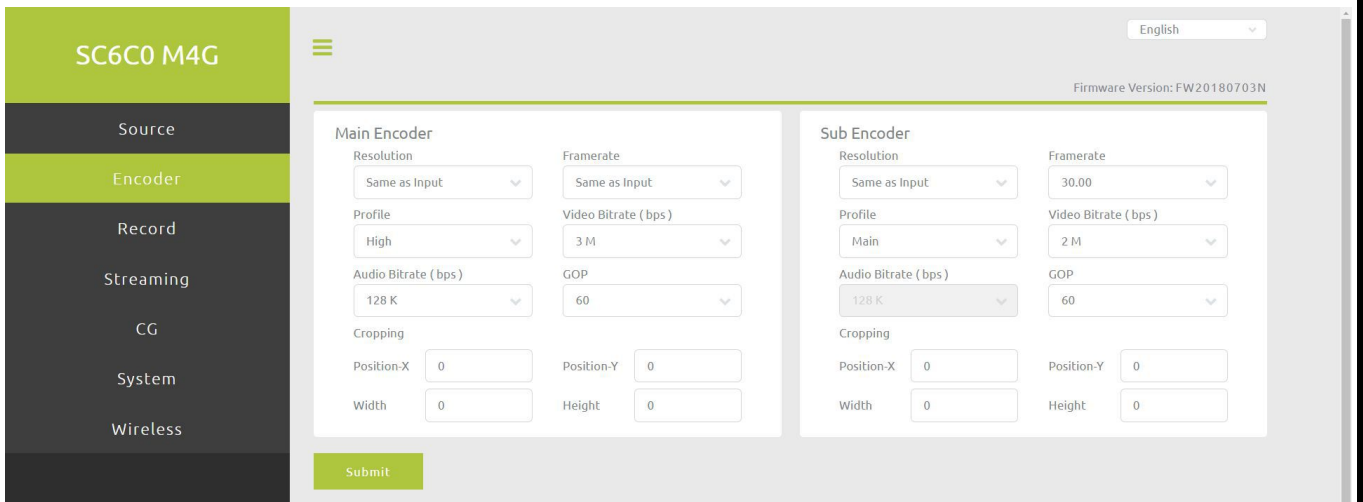 SC6C0 M4G
English
Firmware Version: FW20180703N
Source
Encoder
Record
Streaming
CG
System
Wireless
Main Encoder
Resolution Framerate
Same as Input Same as Input
Profile Video Bitrate ( bps )
High 3 M
Audio Bitrate ( bps ) GOP
128 K 60
Cropping
Position-X 0 Position-Y 0
Width 0 Height 0
Sub Encoder
Resolution Framerate
Same as Input 30.00
Profile Video Bitrate ( bps )
Main 2 M
Audio Bitrate ( bps ) GOP
128 K 60
Cropping
Position-X 0 Position-Y 0
Width 0 Height 0
Submit